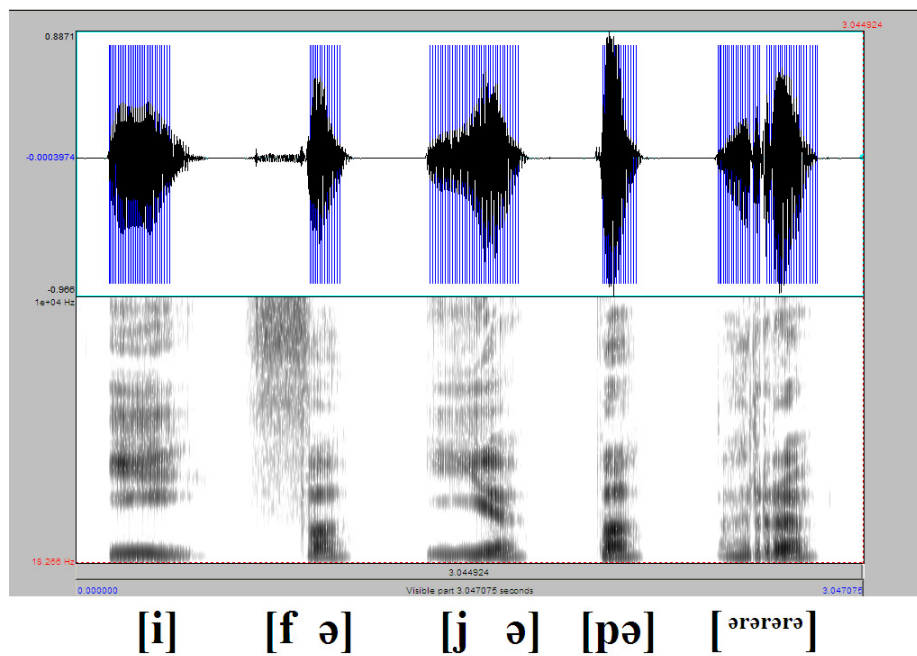 3.044924
0.8871
-0.0003974
-0.966
1e+04 Hz
18.266 Hz
3.044924
0.000000 Visible part 3.047075 seconds 3.047075
[i] [f ə] [j ə] [pə] [ᵊrᵊrᵊrᵊ]